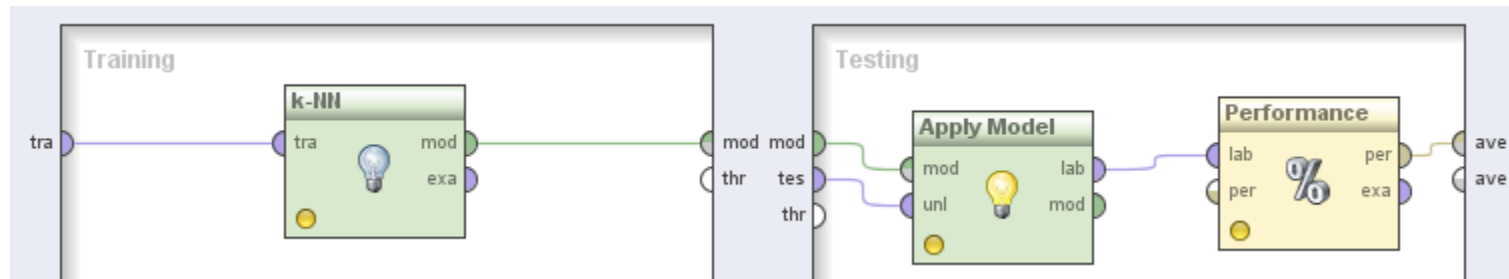 Training
k-NN
tra
tra
mod
exa
mod
thr
Testing
mod
tes
thr
Apply Model
mod
lab
unl
mod
Performance
lab
per
per
exa
%
ave
ave